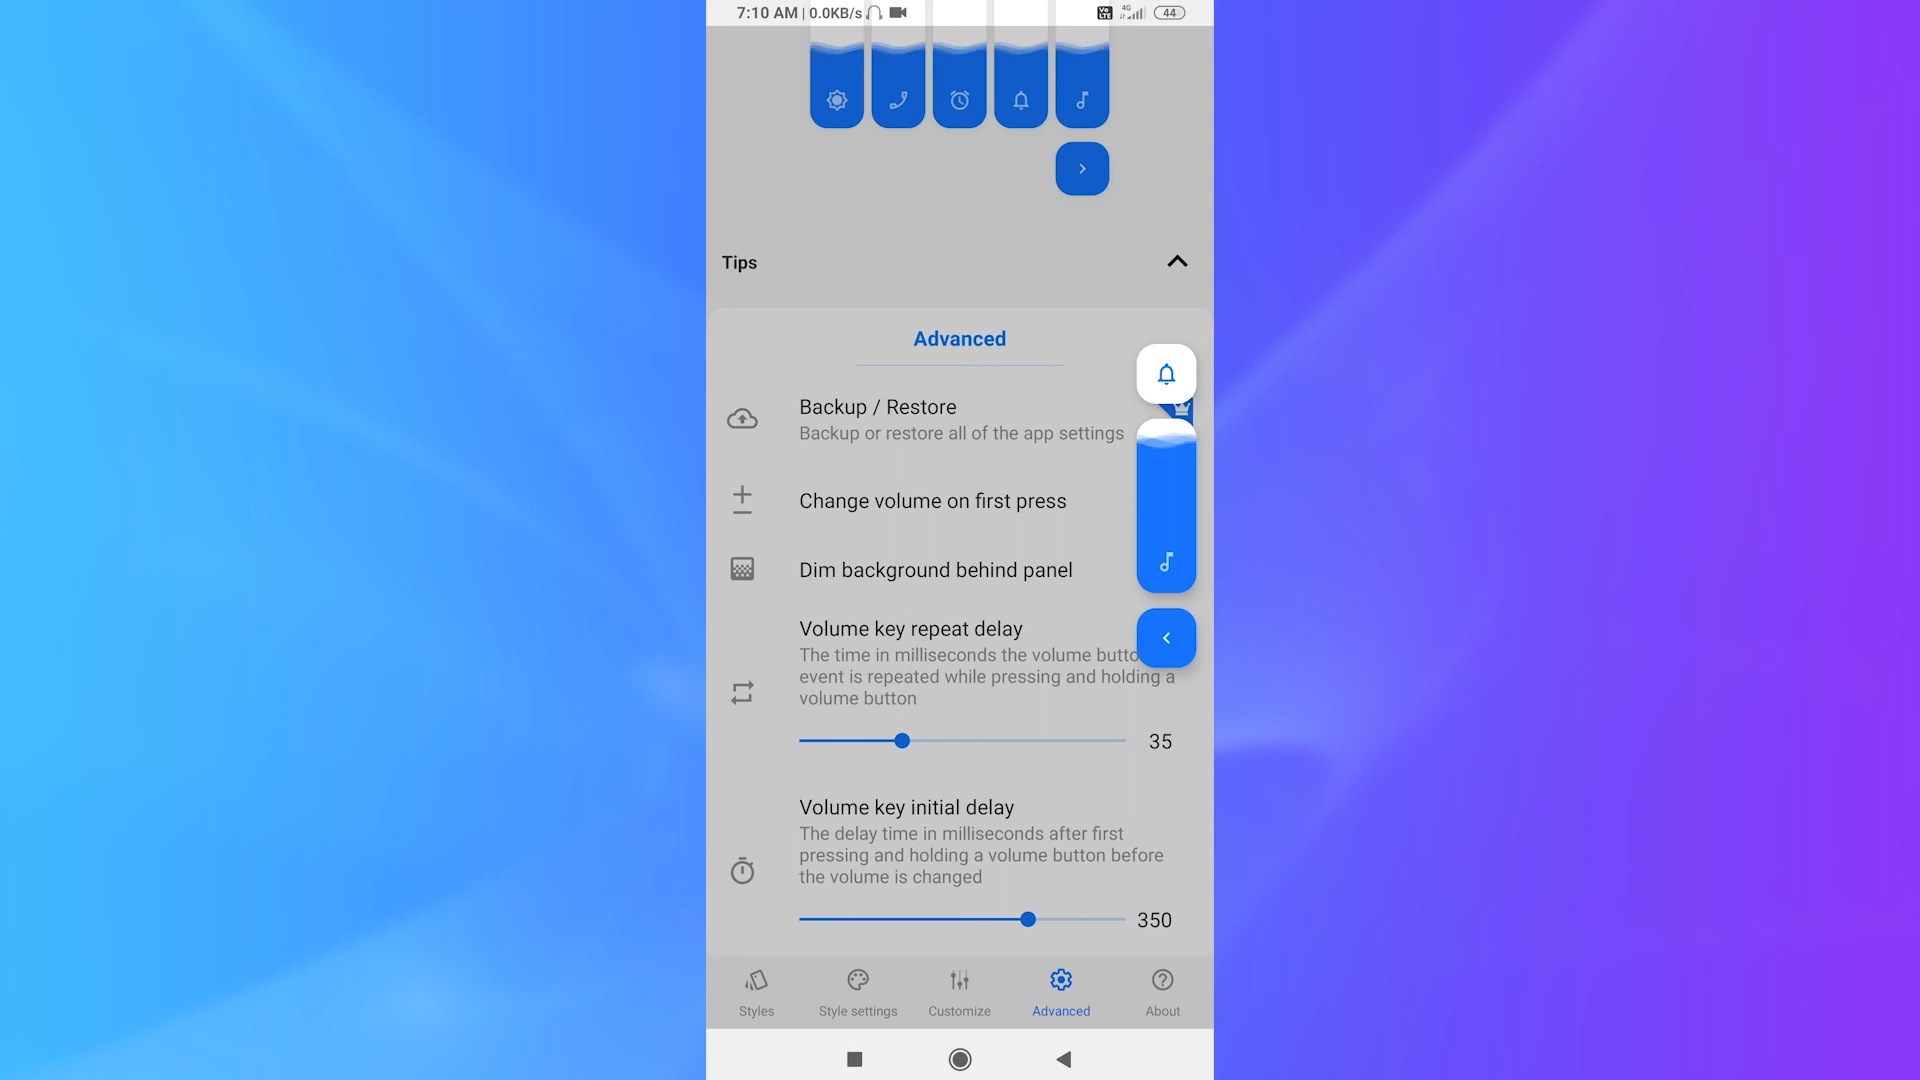 7:10 AM | 0.0KB/s Vo LTE 4G 44
Tips
Advanced
Backup / Restore
Backup or restore all of the app settings
Change volume on first press
Dim background behind panel
Volume key repeat delay
The time in milliseconds the volume butto
event is repeated while pressing and holding a
volume button
35
Volume key initial delay
The delay time in milliseconds after first
pressing and holding a volume button before
the volume is changed
350
Styles Style settings Customize Advanced About